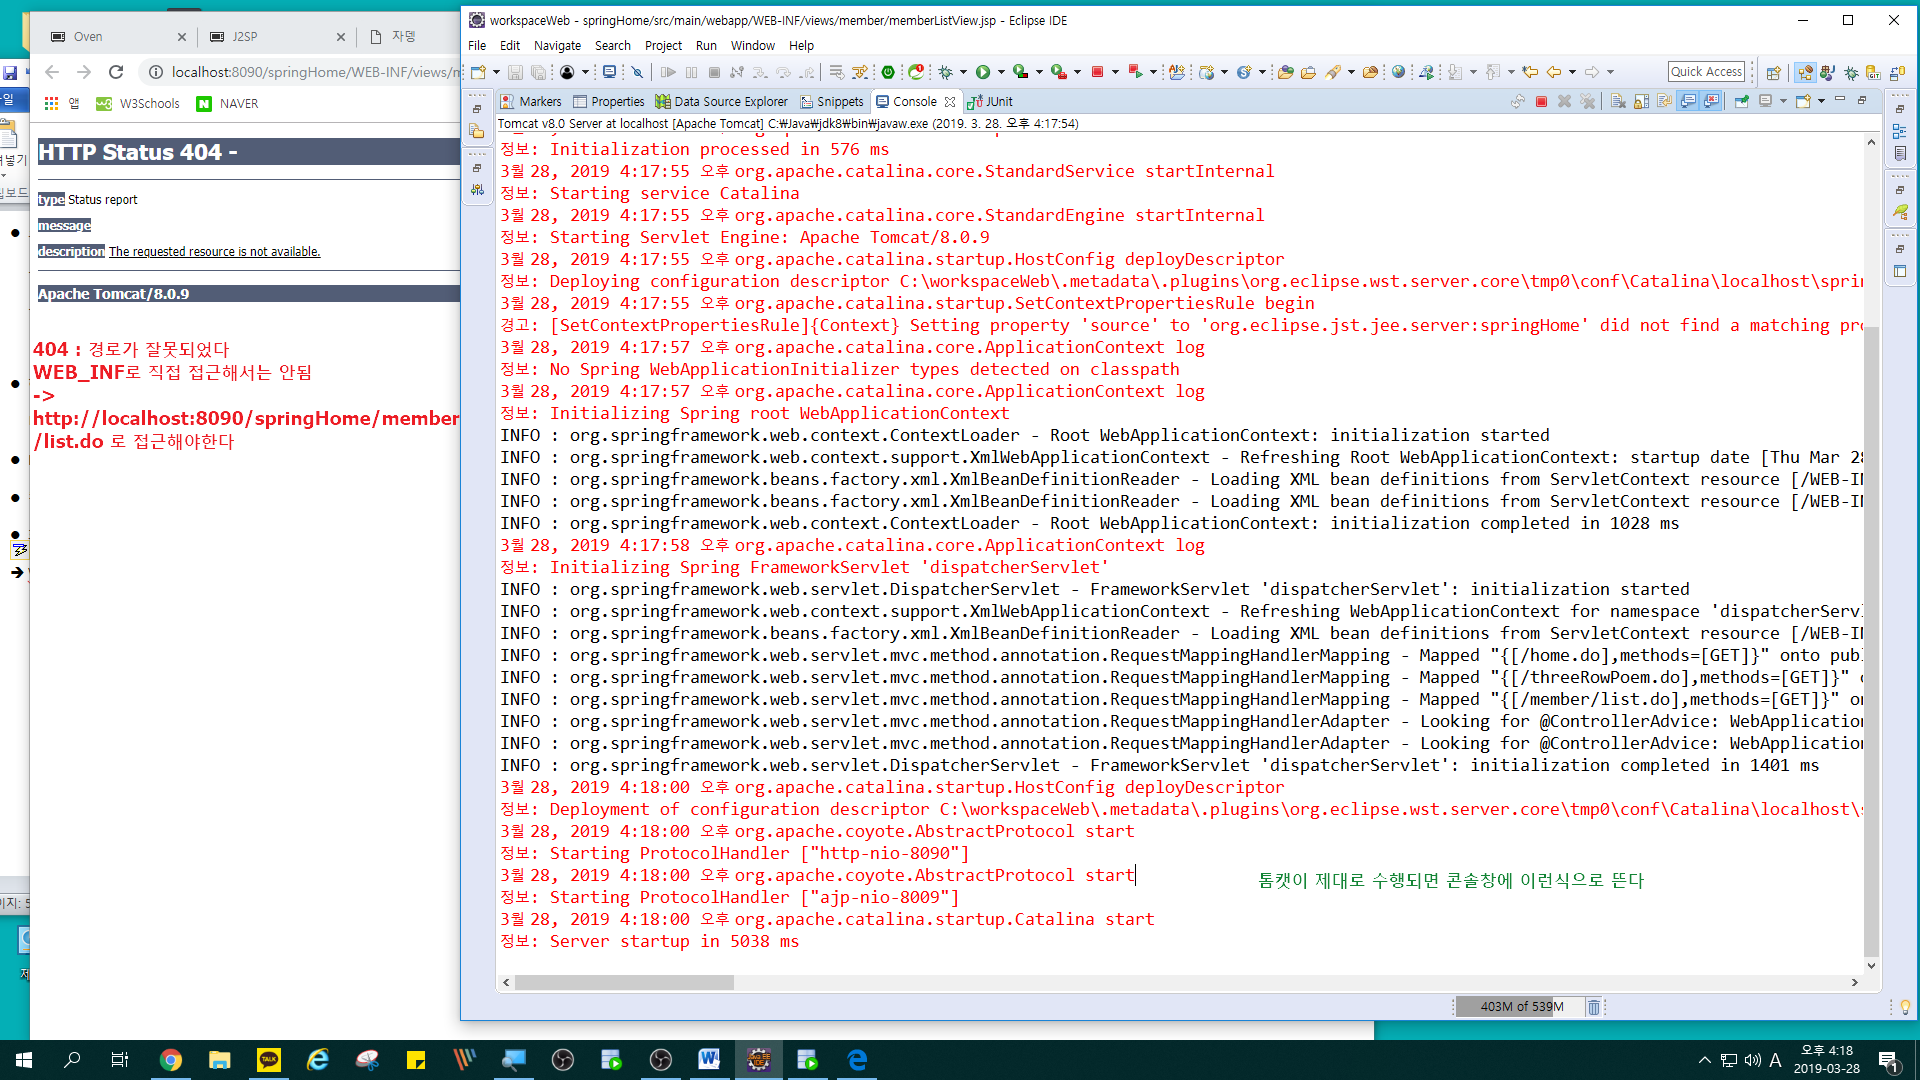 workspaceWeb - springHome/src/main/webapp/WEB-INF/views/member/memberListView.jsp - Eclipse IDE
File Edit Navigate Search Project Run Window Help
Quick Access
Oven
J2SP
자뎅
localhost:8090/springHome/WEB-INF/views/m
앱 W3Schools NAVER
HTTP Status 404 -
type Status report
message
description The requested resource is not available.
Apache Tomcat/8.0.9
404 : 경로가 잘못되었다
WEB_INF로 직접 접근해서는 안됨
->
http://localhost:8090/springHome/member
/list.do 로 접근해야한다
Markers Properties Data Source Explorer Snippets Console JUnit
Tomcat v8.0 Server at localhost [Apache Tomcat] C:₩Java₩jdk8₩bin₩javaw.exe (2019. 3. 28. 오후 4:17:54)
정보: Initialization processed in 576 ms
3월 28, 2019 4:17:55 오후 org.apache.catalina.core.StandardService startInternal
정보: Starting service Catalina
3월 28, 2019 4:17:55 오후 org.apache.catalina.core.StandardEngine startInternal
정보: Starting Servlet Engine: Apache Tomcat/8.0.9
3월 28, 2019 4:17:55 오후 org.apache.catalina.startup.HostConfig deployDescriptor
정보: Deploying configuration descriptor C:\workspaceWeb\.metadata\.plugins\org.eclipse.wst.server.core\tmp0\conf\Catalina\localhost\sprin
3월 28, 2019 4:17:55 오후 org.apache.catalina.startup.SetContextPropertiesRule begin
경고: [SetContextPropertiesRule]{Context} Setting property 'source' to 'org.eclipse.jst.jee.server:springHome' did not find a matching pro
3월 28, 2019 4:17:57 오후 org.apache.catalina.core.ApplicationContext log
정보: No Spring WebApplicationInitializer types detected on classpath
3월 28, 2019 4:17:57 오후 org.apache.catalina.core.ApplicationContext log
정보: Initializing Spring root WebApplicationContext
INFO : org.springframework.web.context.ContextLoader - Root WebApplicationContext: initialization started
INFO : org.springframework.web.context.support.XmlWebApplicationContext - Refreshing Root WebApplicationContext: startup date [Thu Mar 28
INFO : org.springframework.beans.factory.xml.XmlBeanDefinitionReader - Loading XML bean definitions from ServletContext resource [/WEB-IN
INFO : org.springframework.beans.factory.xml.XmlBeanDefinitionReader - Loading XML bean definitions from ServletContext resource [/WEB-IN
INFO : org.springframework.web.context.ContextLoader - Root WebApplicationContext: initialization completed in 1028 ms
3월 28, 2019 4:17:58 오후 org.apache.catalina.core.ApplicationContext log
정보: Initializing Spring FrameworkServlet 'dispatcherServlet'
INFO : org.springframework.web.servlet.DispatcherServlet - FrameworkServlet 'dispatcherServlet': initialization started
INFO : org.springframework.web.context.support.XmlWebApplicationContext - Refreshing WebApplicationContext for namespace 'dispatcherServl
INFO : org.springframework.beans.factory.xml.XmlBeanDefinitionReader - Loading XML bean definitions from ServletContext resource [/WEB-IN
INFO : org.springframework.web.servlet.mvc.method.annotation.RequestMappingHandlerMapping - Mapped "{[/home.do],methods=[GET]}" onto publ
INFO : org.springframework.web.servlet.mvc.method.annotation.RequestMappingHandlerMapping - Mapped "{[/threeRowPoem.do],methods=[GET]}" o
INFO : org.springframework.web.servlet.mvc.method.annotation.RequestMappingHandlerMapping - Mapped "{[/member/list.do],methods=[GET]}" on
INFO : org.springframework.web.servlet.mvc.method.annotation.RequestMappingHandlerAdapter - Looking for @ControllerAdvice: WebApplication
INFO : org.springframework.web.servlet.mvc.method.annotation.RequestMappingHandlerAdapter - Looking for @ControllerAdvice: WebApplication
INFO : org.springframework.web.servlet.DispatcherServlet - FrameworkServlet 'dispatcherServlet': initialization completed in 1401 ms
3월 28, 2019 4:18:00 오후 org.apache.catalina.startup.HostConfig deployDescriptor
정보: Deployment of configuration descriptor C:\workspaceWeb\.metadata\.plugins\org.eclipse.wst.server.core\tmp0\conf\Catalina\localhost\s
3월 28, 2019 4:18:00 오후 org.apache.coyote.AbstractProtocol start
정보: Starting ProtocolHandler ["http-nio-8090"]
3월 28, 2019 4:18:00 오후 org.apache.coyote.AbstractProtocol start
톰캣이 제대로 수행되면 콘솔창에 이런식으로 뜬다
정보: Starting ProtocolHandler ["ajp-nio-8009"]
3월 28, 2019 4:18:00 오후 org.apache.catalina.startup.Catalina start
정보: Server startup in 5038 ms
403M of 539M
TALK
A
오후 4:18
2019-03-28
1